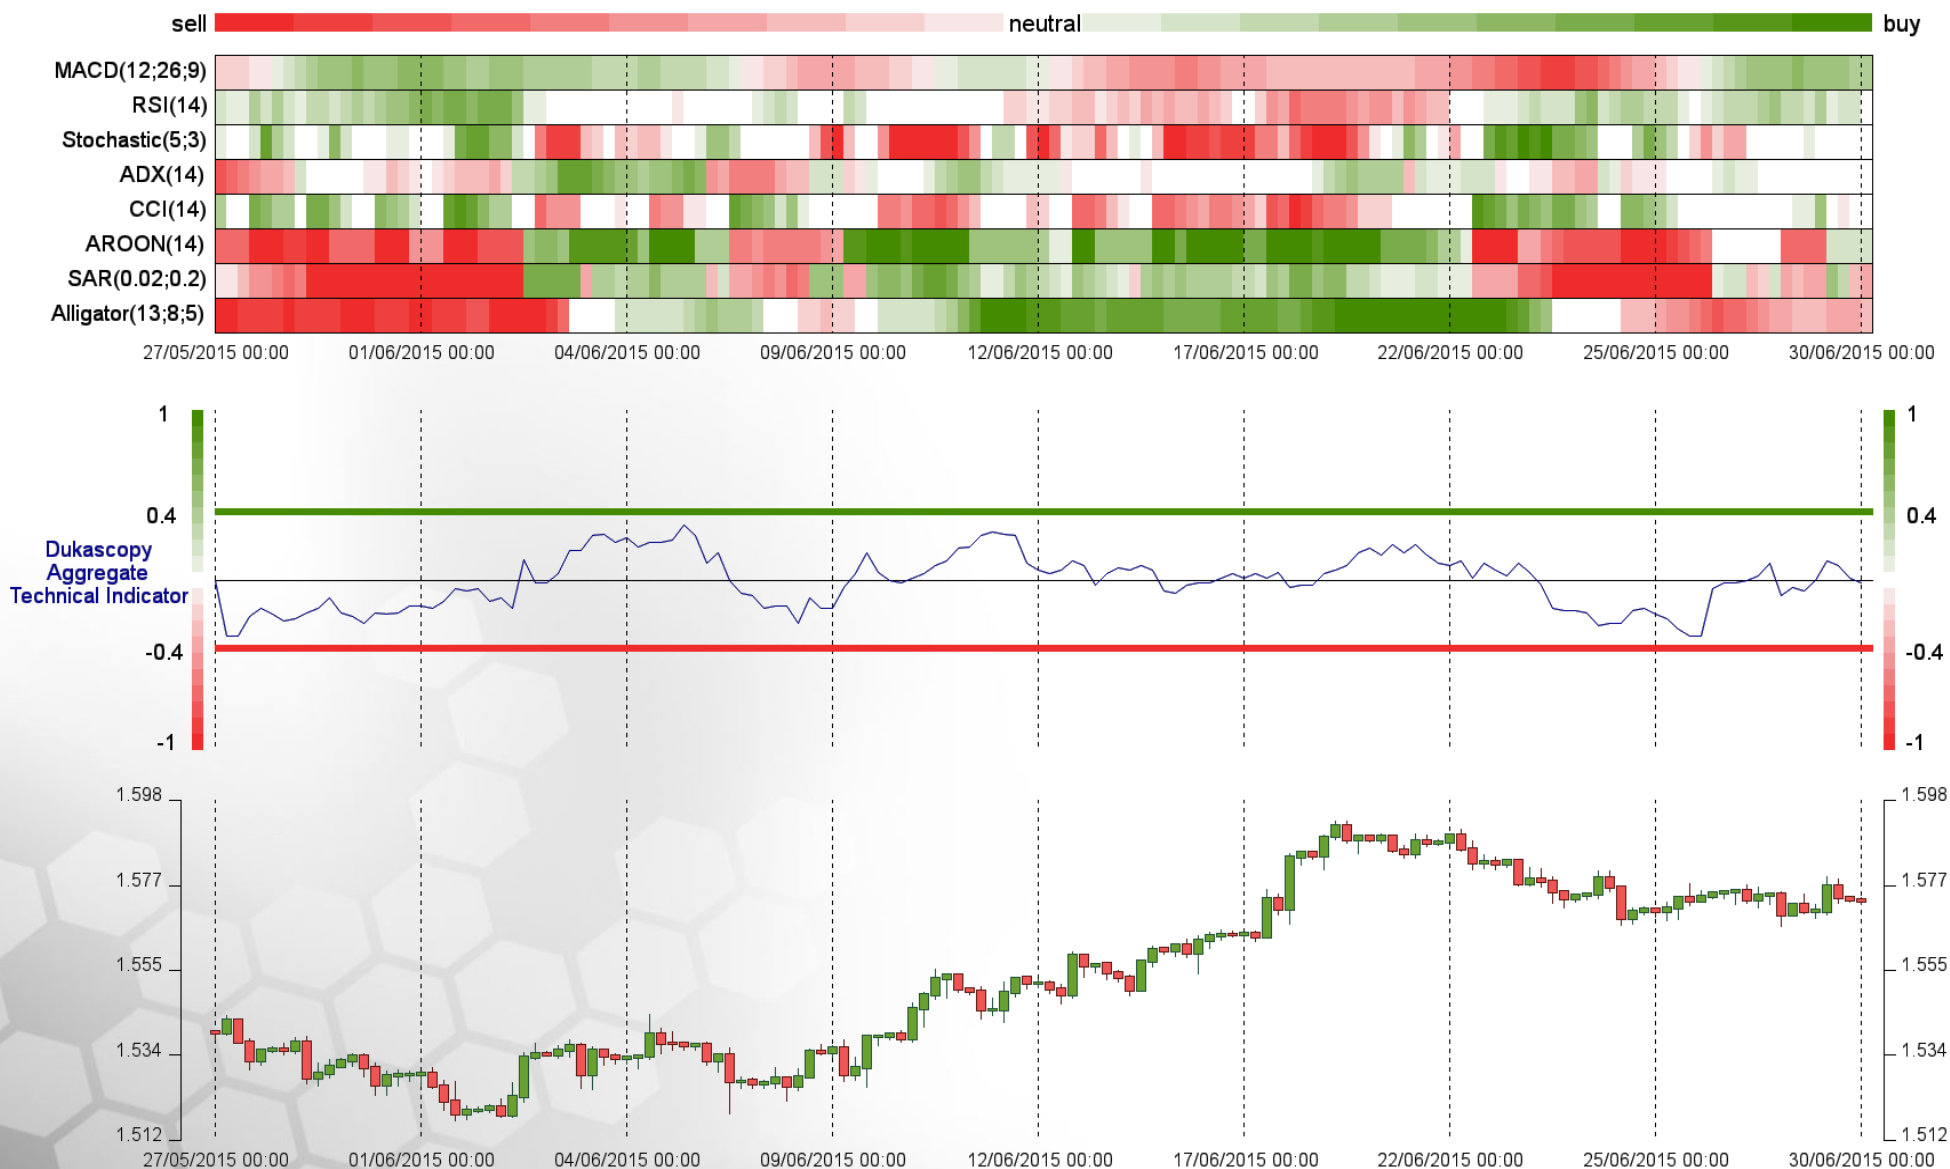 sell neutral buy
MACD(12;26;9)
RSI(14)
Stochastic(5;3)
ADX(14)
CCI(14)
AROON(14)
SAR(0.02;0.2)
Alligator(13;8;5)
27/05/2015 00:00 01/06/2015 00:00 04/06/2015 00:00 09/06/2015 00:00 12/06/2015 00:00 17/06/2015 00:00 22/06/2015 00:00 25/06/2015 00:00 30/06/2015 00:00
1 1
0.4 0.4
Dukascopy
Aggregate
Technical Indicator
-0.4 -0.4
-1 -1
1.598 1.598
1.577 1.577
1.555 1.555
1.534 1.534
1.512 1.512
27/05/2015 00:00 01/06/2015 00:00 04/06/2015 00:00 09/06/2015 00:00 12/06/2015 00:00 17/06/2015 00:00 22/06/2015 00:00 25/06/2015 00:00 30/06/2015 00:00